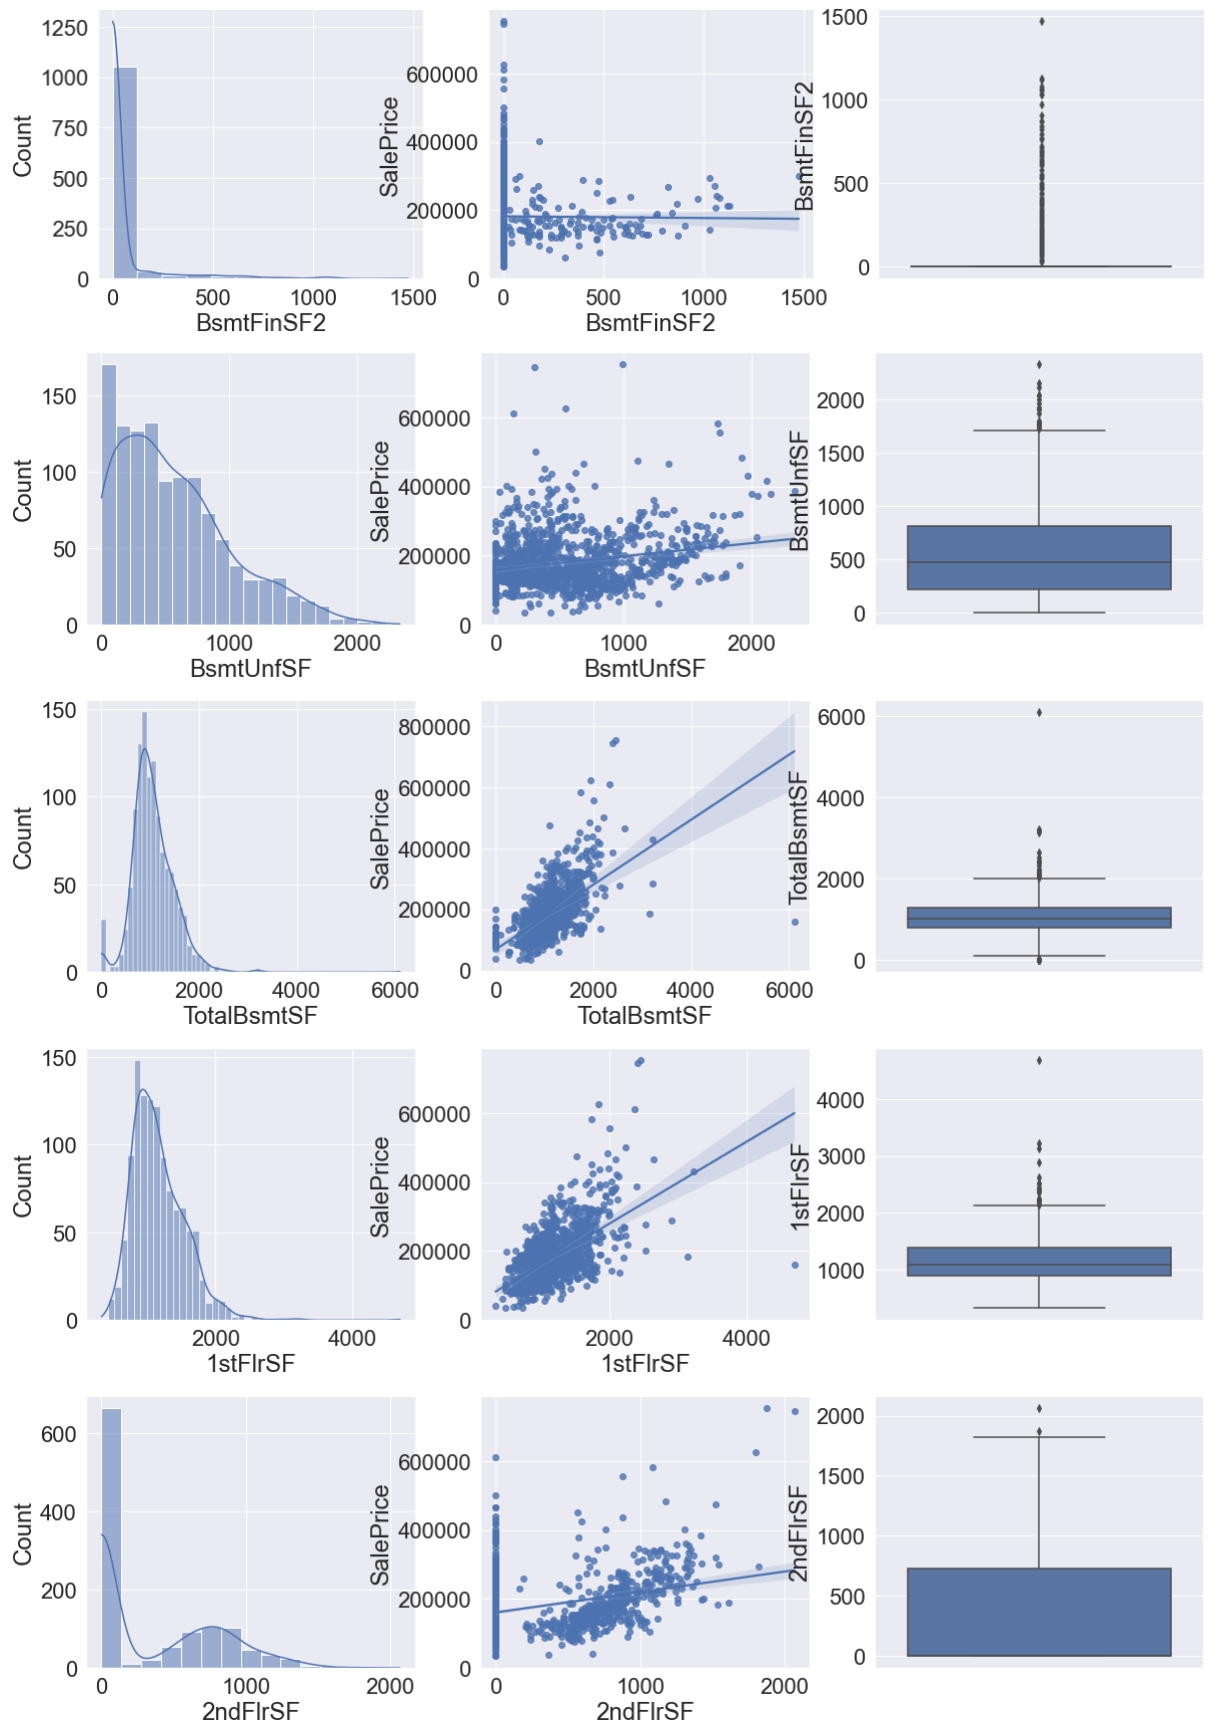 1250
1000
750
500
250
0
Count
0 500 1000 1500
BsmtFinSF2
600000
400000
200000
0
SalePrice
0 500 1000 1500
BsmtFinSF2
1500
1000
500
0
BsmtFinSF2
150
100
50
0
Count
0 1000 2000
BsmtUnfSF
600000
400000
200000
0
SalePrice
0 1000 2000
BsmtUnfSF
2000
1500
1000
500
0
BsmtUnfSF
150
100
50
0
Count
0 2000 4000 6000
TotalBsmtSF
800000
600000
400000
200000
0
SalePrice
0 2000 4000 6000
TotalBsmtSF
6000
4000
2000
0
TotalBsmtSF
150
100
50
0
Count
2000 4000
1stFlrSF
600000
400000
200000
0
SalePrice
2000 4000
1stFlrSF
4000
3000
2000
1000
1stFlrSF
600
400
200
0
Count
0 1000 2000
2ndFlrSF
600000
400000
200000
0
SalePrice
0 1000 2000
2ndFlrSF
2000
1500
1000
500
0
2ndFlrSF